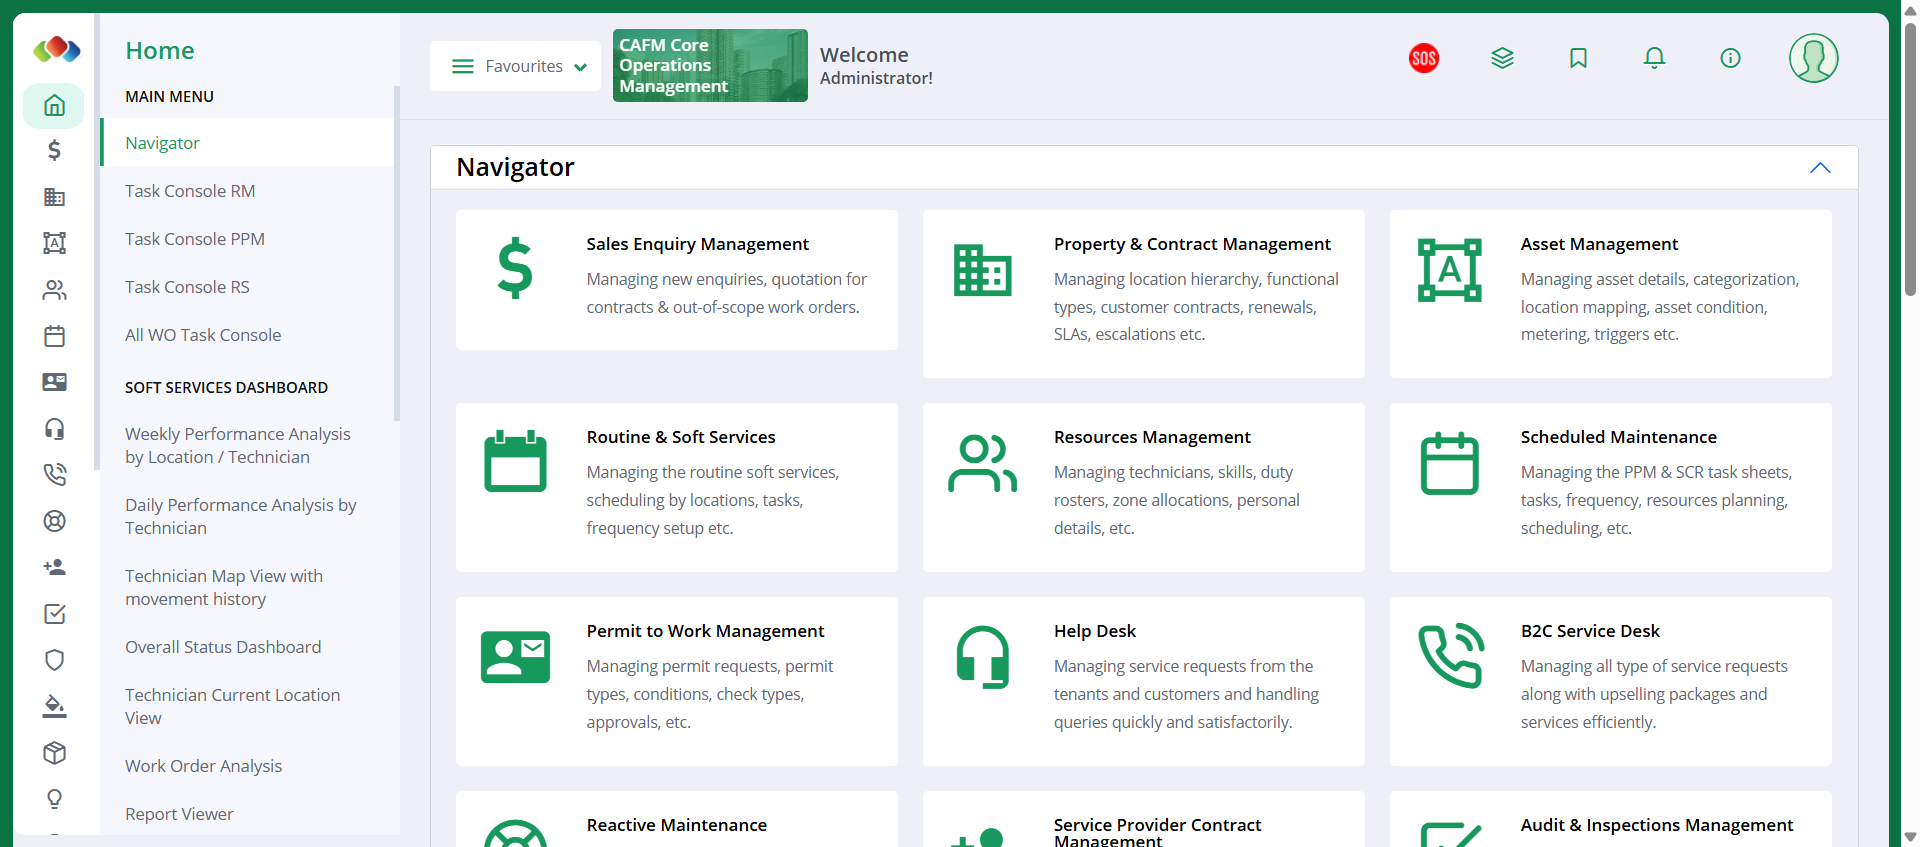 Home
MAIN MENU
Navigator
Task Console RM
Task Console PPM
Task Console RS
All WO Task Console
SOFT SERVICES DASHBOARD
Weekly Performance Analysis
by Location / Technician
Daily Performance Analysis by
Technician
Technician Map View with
movement history
Overall Status Dashboard
Technician Current Location
View
Work Order Analysis
Report Viewer
Favourites
CAFM Core
Operations
Management
Welcome
Administrator!
SOS
Navigator
Sales Enquiry Management
Managing new enquiries, quotation for
contracts & out-of-scope work orders.
Property & Contract Management
Managing location hierarchy, functional
types, customer contracts, renewals,
SLAs, escalations etc.
A
Asset Management
Managing asset details, categorization,
location mapping, asset condition,
metering, triggers etc.
Routine & Soft Services
Managing the routine soft services,
scheduling by locations, tasks,
frequency setup etc.
Resources Management
Managing technicians, skills, duty
rosters, zone allocations, personal
details, etc.
Scheduled Maintenance
Managing the PPM & SCR task sheets,
tasks, frequency, resources planning,
scheduling, etc.
Permit to Work Management
Managing permit requests, permit
types, conditions, check types,
approvals, etc.
Help Desk
Managing service requests from the
tenants and customers and handling
queries quickly and satisfactorily.
B2C Service Desk
Managing all type of service requests
along with upselling packages and
services efficiently.
Reactive Maintenance
Service Provider Contract
Management
Audit & Inspections Management